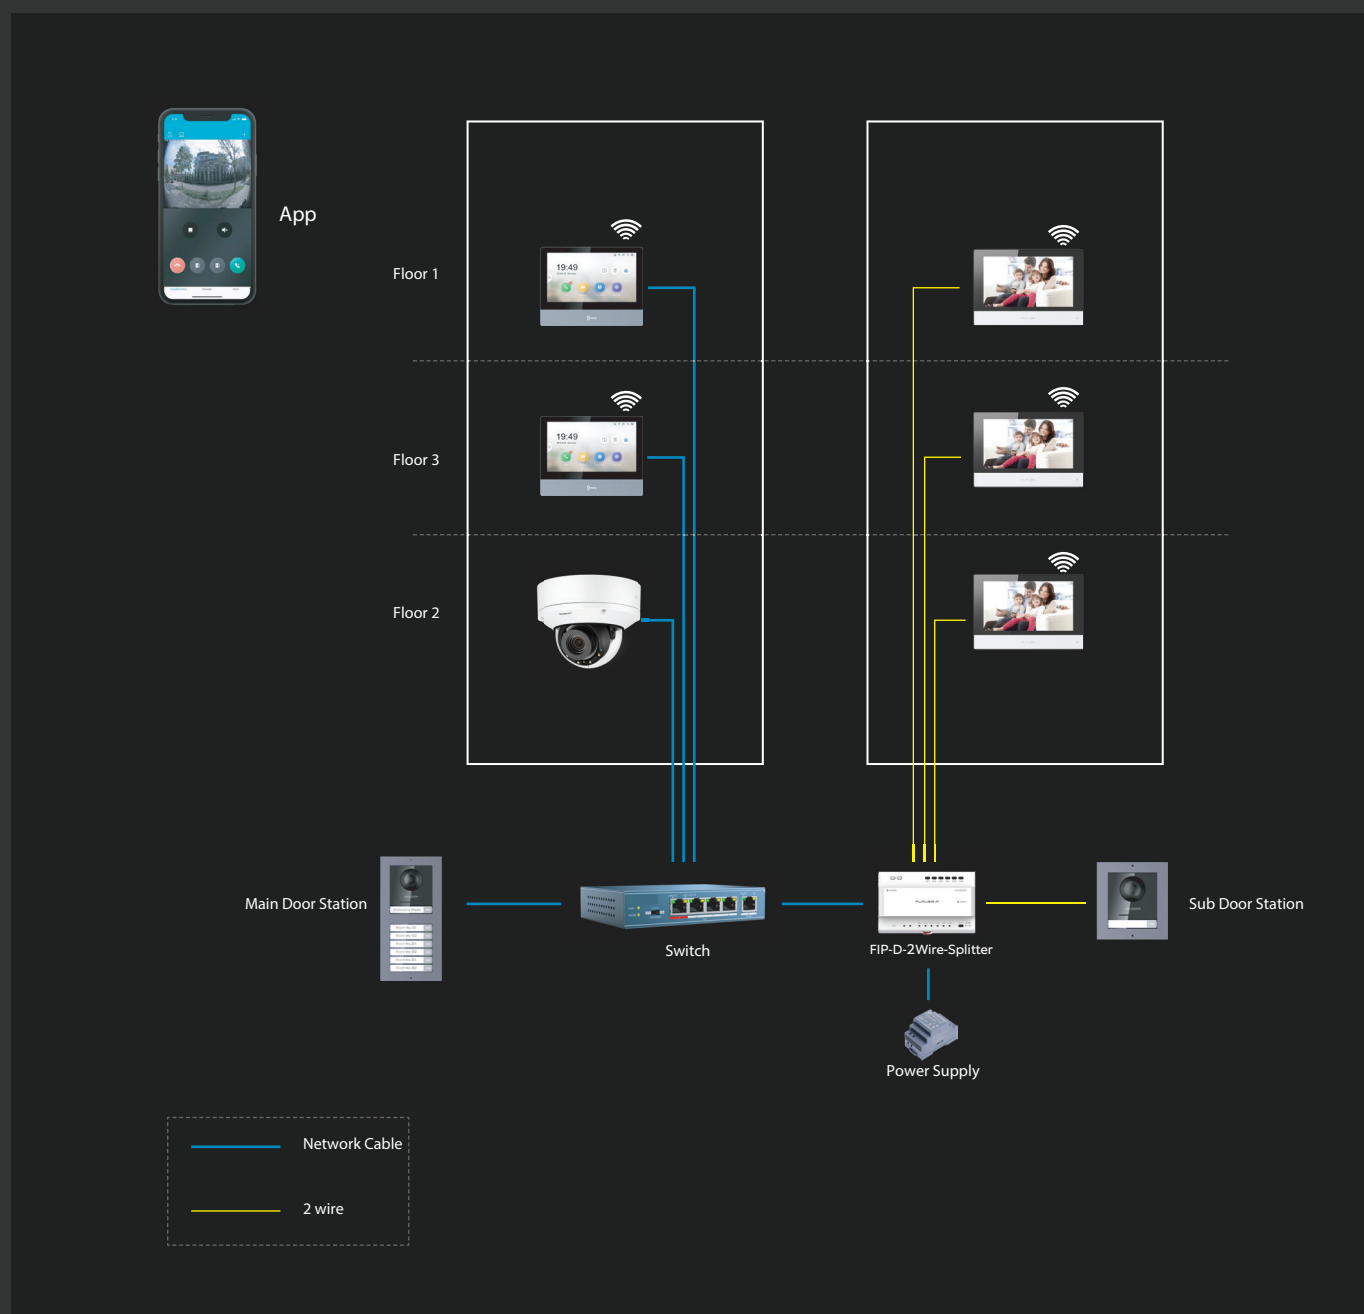 App
Floor 1
19:49
Floor 3
19:49
Floor 2
Main Door Station
Switch
FIP-D-2Wire-Splitter
Sub Door Station
Power Supply
Network Cable
2 wire